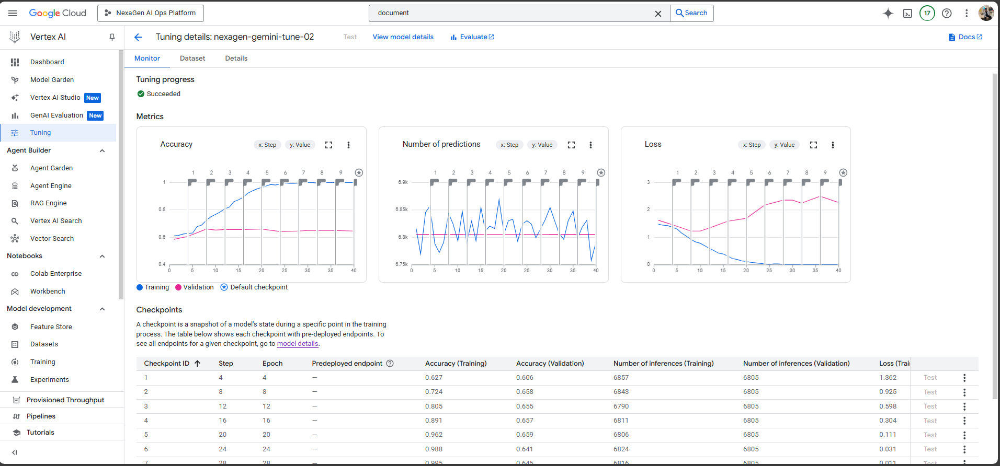 Google Cloud
NexaGen AI Ops Platform
document
Search
17
Vertex AI
Tuning details: nexagen-gemini-tune-02
Test
View model details
Evaluate
Docs
Dashboard
Model Garden
Vertex AI Studio New
GenAI Evaluation New
Tuning
Agent Builder
Agent Garden
Agent Engine
RAG Engine
Vertex AI Search
Vector Search
Notebooks
Colab Enterprise
Workbench
Model development
Feature Store
Datasets
Training
Experiments
Provisioned Throughput
Pipelines
Tutorials
Monitor Dataset Details
Tuning progress
Succeeded
Metrics
Accuracy x: Step y: Value
1 2 3 4 5 6 7 8 9
1
0.8
0.6
0.4
0 5 10 15 20 25 30 35 40
Number of predictions x: Step y: Value
1 2 3 4 5 6 7 8 9
6.9k
6.85k
6.8k
6.75k
0 5 10 15 20 25 30 35 40
Loss x: Step y: Value
1 2 3 4 5 6 7 8 9
3
2
1
0
0 5 10 15 20 25 30 35 40
Training Validation Default checkpoint
Checkpoints
A checkpoint is a snapshot of a model's state during a specific point in the training
process. The table below shows each checkpoint with pre-deployed endpoints. To
see all endpoints for a given checkpoint, go to model details.
Checkpoint ID Step Epoch Predeployed endpoint Accuracy (Training) Accuracy (Validation) Number of inferences (Training) Number of inferences (Validation) Loss (Trai
1 4 4 — 0.627 0.606 6857 6805 1.362 Test
2 8 8 — 0.724 0.658 6843 6805 0.925 Test
3 12 12 — 0.805 0.655 6790 6805 0.598 Test
4 16 16 — 0.891 0.657 6811 6805 0.304 Test
5 20 20 — 0.962 0.659 6806 6805 0.111 Test
6 24 24 — 0.988 0.641 6824 6805 0.031 Test
7 28 28 — 0.995 0.645 6816 6805 0.011 Test